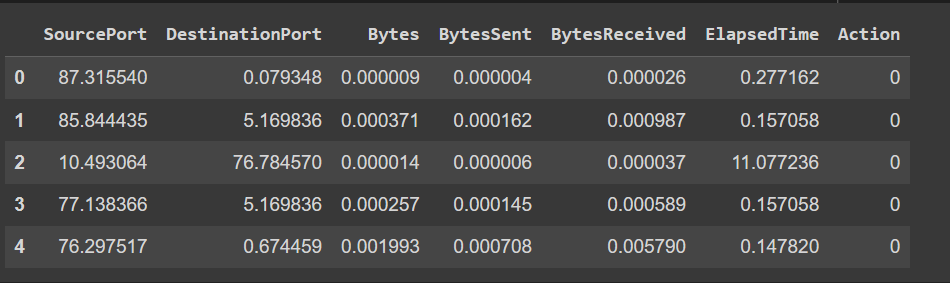 SourcePort DestinationPort Bytes BytesSent BytesReceived ElapsedTime Action
0 87.315540 0.079348 0.000009 0.000004 0.000026 0.277162 0
1 85.844435 5.169836 0.000371 0.000162 0.000987 0.157058 0
2 10.493064 76.784570 0.000014 0.000006 0.000037 11.077236 0
3 77.138366 5.169836 0.000257 0.000145 0.000589 0.157058 0
4 76.297517 0.674459 0.001993 0.000708 0.005790 0.147820 0